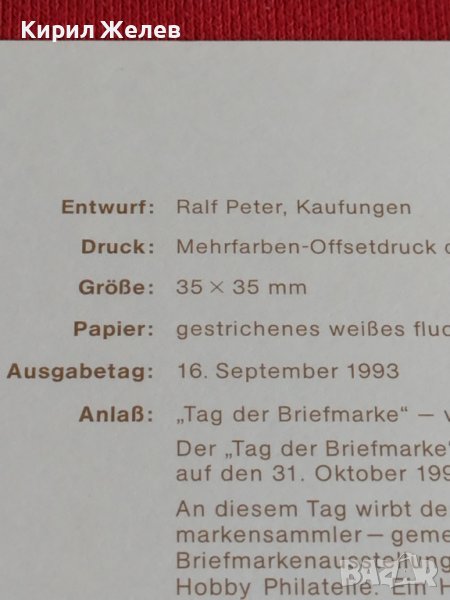 Кирил Желев
Entwurf: Ralf Peter, Kaufungen
Druck: Mehrfarben-Offsetdruck
Größe: 35 × 35 mm
Papier: gestrichenes weißes
Ausgabetag: 16. September 1993
Anlaß: „Tag der Briefmarke“ –
Der „Tag der Briefmarke“
auf den 31. Oktober
An diesem Tag wirbt
markensammler – 
Briefmarkenausstellung
Hobby Philatelie. Ein
BAZAR